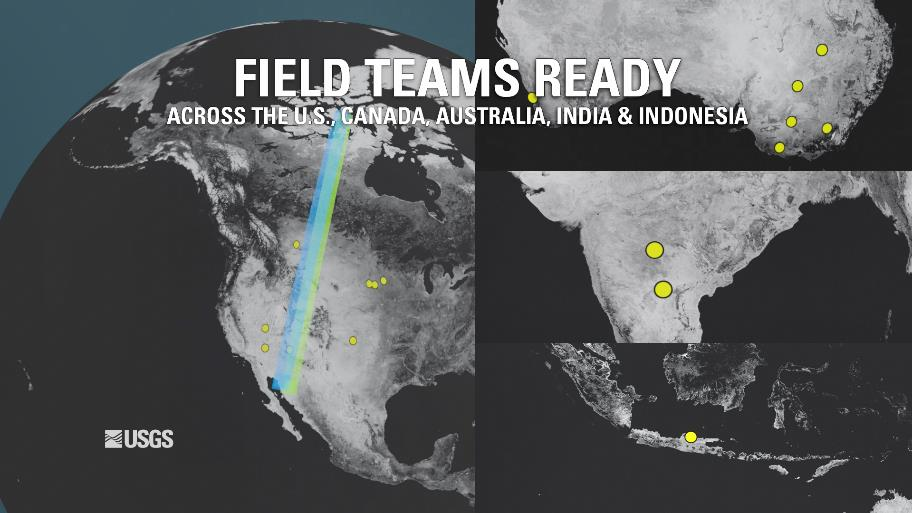 FIELD TEAMS READY
ACROSS THE U.S., CANADA, AUSTRALIA, INDIA & INDONESIA
USGS